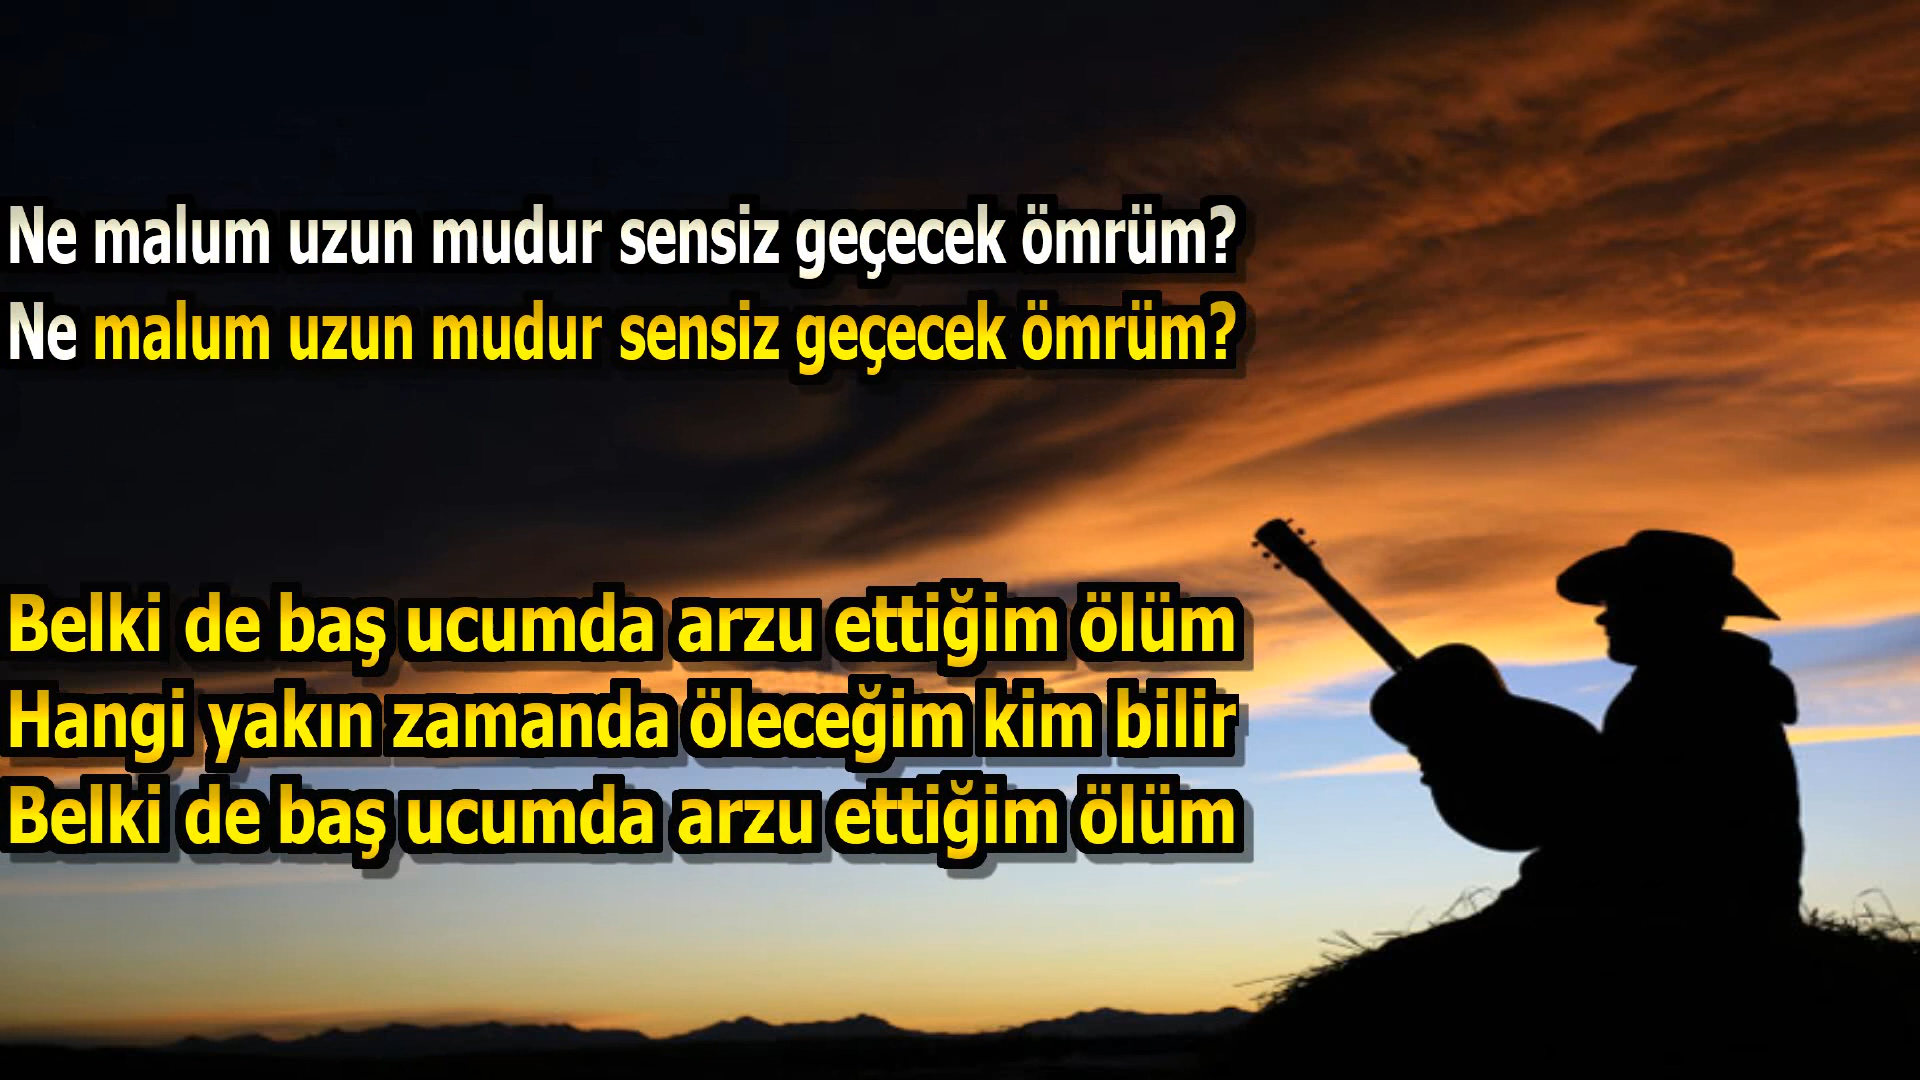 Ne malum uzun mudur sensiz geçecek ömrüm?
Ne malum uzun mudur sensiz geçecek ömrüm?
Belki de baş ucumda arzu ettiğim ölüm
Hangi yakın zamanda öleceğim kim bilir
Belki de baş ucumda arzu ettiğim ölüm